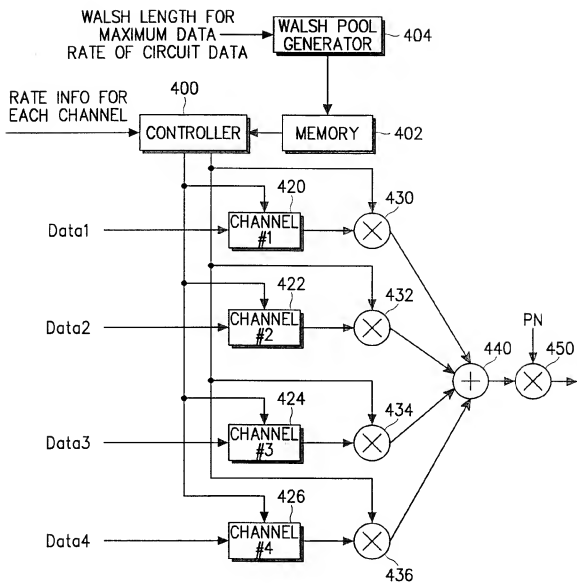 WALSH LENGTH FOR
MAXIMUM DATA
RATE OF CIRCUIT DATA
WALSH POOL
GENERATOR
404
RATE INFO FOR
EACH CHANNEL
400
CONTROLLER
MEMORY
402
420
430
Data1
CHANNEL
#1
422
432
Data2
CHANNEL
#2
PN
440
450
424
434
Data3
CHANNEL
#3
426
Data4
CHANNEL
#4
436